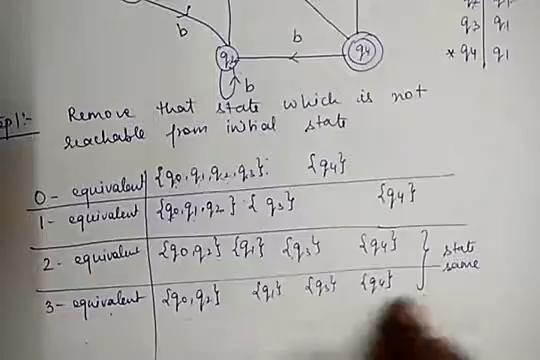 b
q2
b
b
q4
q2
q3 q1
* q4 q1
Remove that state which is not
reachable from initial state
0 - equivalent {q0, q1, q2, q3}. {q4}
1 - equivalent {q0, q1, q2} {q3} {q4}
2 - equivalent {q0, q2} {q1} {q3} {q4}
state
same
3 - equivalent {q0, q2} {q1} {q3} {q4}